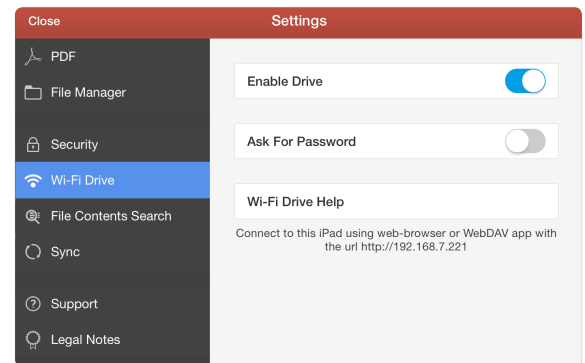 Close
Settings
PDF
File Manager
Security
Wi-Fi Drive
File Contents Search
Sync
Support
Legal Notes
Enable Drive
Ask For Password
Wi-Fi Drive Help
Connect to this iPad using web-browser or WebDAV app with
the url http://192.168.7.221